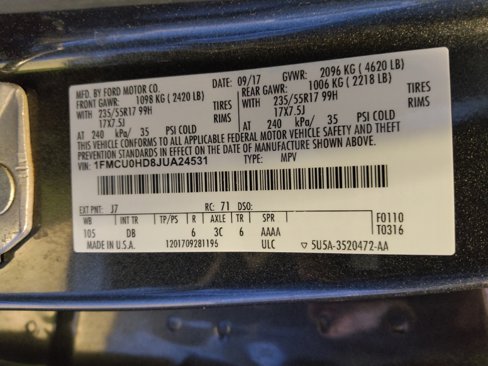 MFD. BY FORD MOTOR CO.
DATE: 09/17 GVWR: 2096 KG ( 4620 LB)
FRONT GAWR: 1098 KG ( 2420 LB) REAR GAWR: 1006 KG ( 2218 LB)
WITH 235/55R17 99H TIRES WITH 235/55R17 99H TIRES
17X7.5J RIMS 17X7.5J RIMS
AT 240 kPa/ 35 PSI COLD AT 240 kPa/ 35 PSI COLD
THIS VEHICLE CONFORMS TO ALL APPLICABLE FEDERAL MOTOR VEHICLE SAFETY AND THEFT
PREVENTION STANDARDS IN EFFECT ON THE DATE OF MANUFACTURE SHOWN ABOVE.
VIN: 1FMCU0HD8JUA24531 TYPE: MPV
EXT PNT: J7 RC: 71 DSO:
WB INT TR TP/PS R AXLE TR SPR F0110
105 DB 6 3C 6 AAAA T0316
MADE IN U.S.A. 1201709281196 ULC 5U5A-3520472-AA